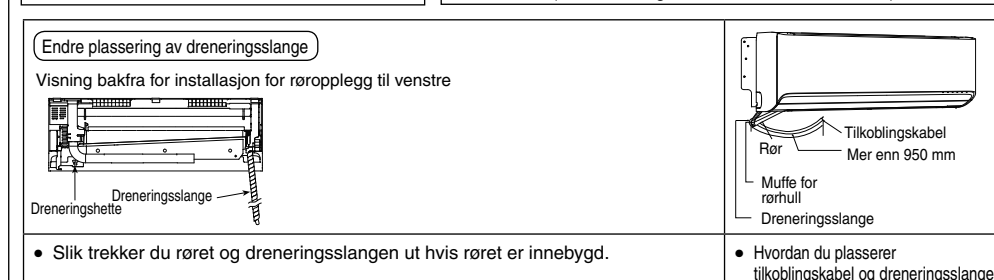 Endre plassering av dreneringsslange
Visning bakfra for installasjon for røropplegg til venstre
Dreneringsslange
Dreneringshette
Tilkoblingskabel
Rør
Mer enn 950 mm
Muffe for
rørhull
Dreneringsslange
● Slik trekker du røret og dreneringsslangen ut hvis røret er innebygd.
● Hvordan du plasserer
tilkoblingskabel og dreneringsslange